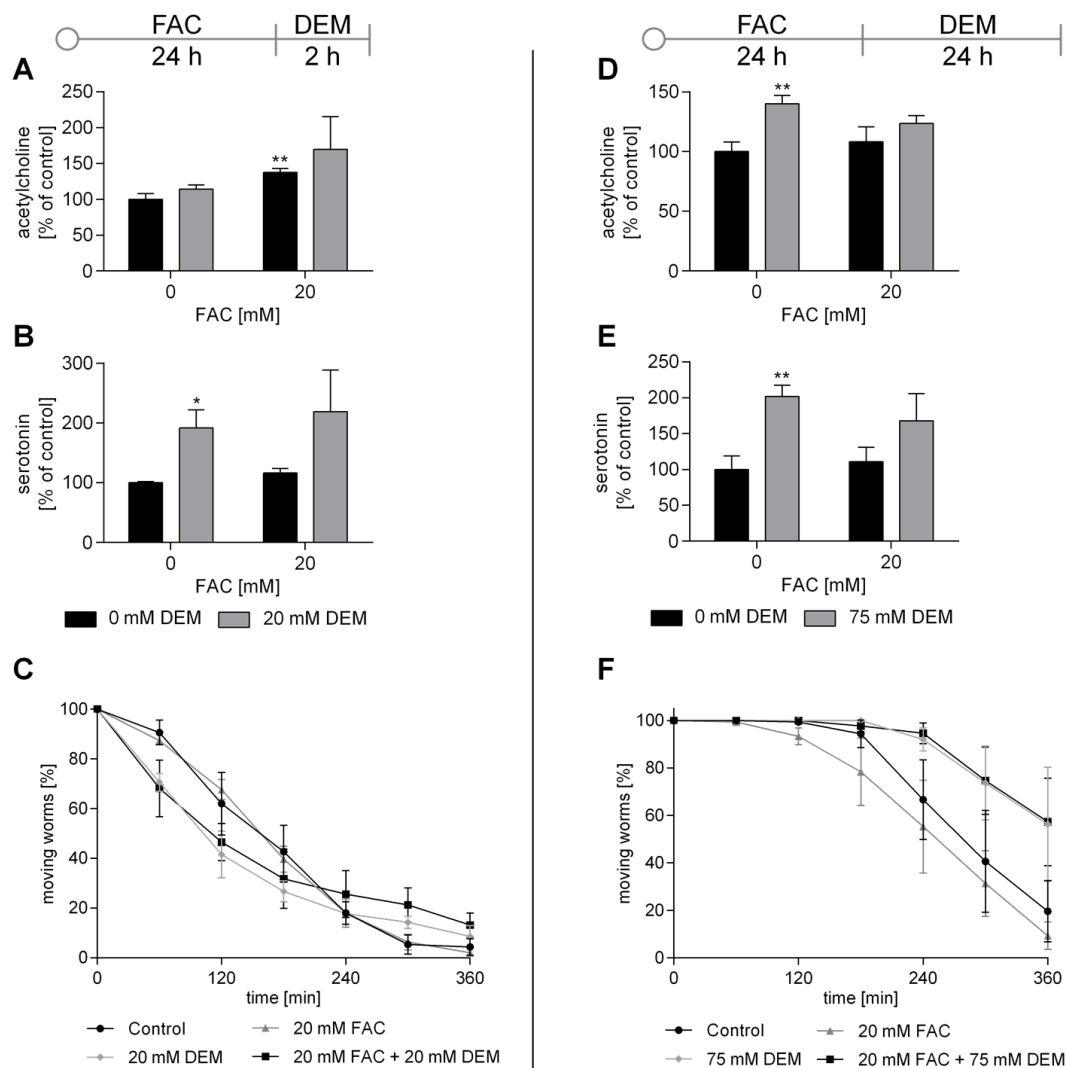 FAC DEM
24 h 2 h
A
acetylcholine
[% of control]
250
200
150
100
50
0
**
0 20
FAC [mM]
B
serotonin
[% of control]
300
200
100
0
*
0 20
FAC [mM]
0 mM DEM 20 mM DEM
C
moving worms [%]
100
80
60
40
20
0
0 120 240 360
time [min]
Control 20 mM FAC
20 mM DEM 20 mM FAC + 20 mM DEM
FAC DEM
24 h 24 h
D
acetylcholine
[% of control]
150
100
50
0
**
0 20
FAC [mM]
E
serotonin
[% of control]
250
200
150
100
50
0
**
0 20
FAC [mM]
0 mM DEM 75 mM DEM
F
moving worms [%]
100
80
60
40
20
0
0 120 240 360
time [min]
Control 20 mM FAC
75 mM DEM 20 mM FAC + 75 mM DEM